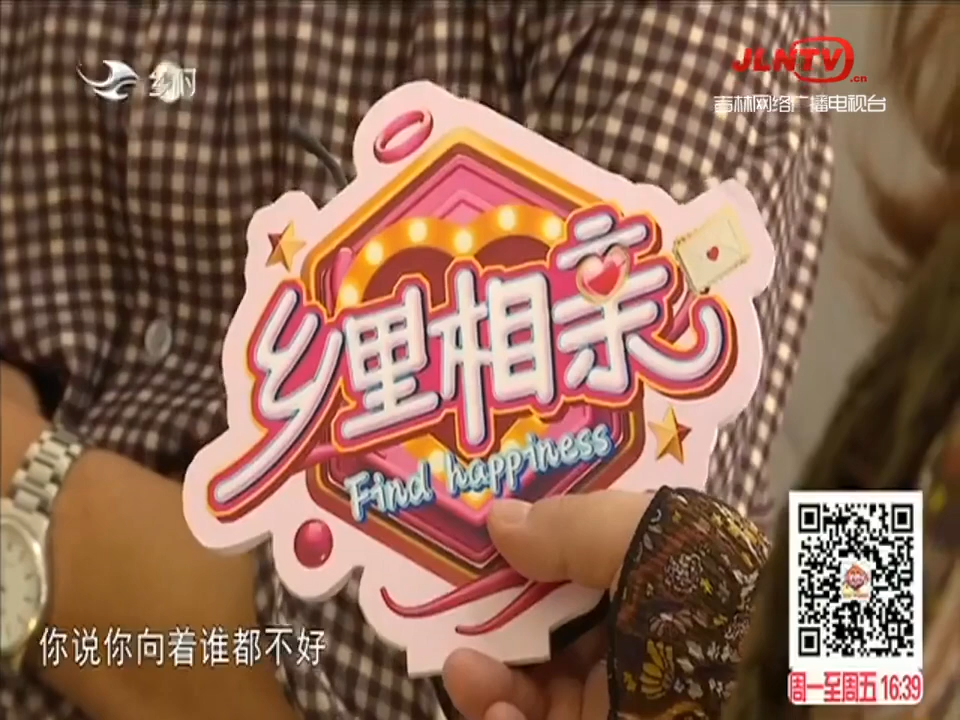 乡村
JLNTV.cn
吉林网络广播电视台
乡里相亲
Find happiness
你说你向着谁都不好
周一至周五 16:39